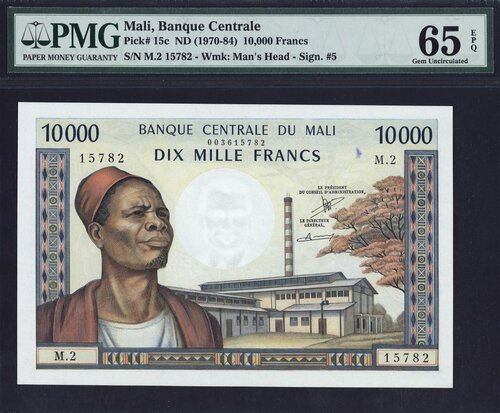 PMG
PAPER MONEY GUARANTY
Mali, Banque Centrale
Pick# 15c ND (1970-84) 10,000 Francs
S/N M.2 15782 - Wmk: Man's Head - Sign. #5
65 EPQ
Gem Uncirculated
10000
BANQUE CENTRALE DU MALI
10000
003615782
15782
DIX MILLE FRANCS
M.2
LE PRÉSIDENT
DU CONSEIL D'ADMINISTRATION,
LE DIRECTEUR
GÉNÉRAL,
M.2
15782